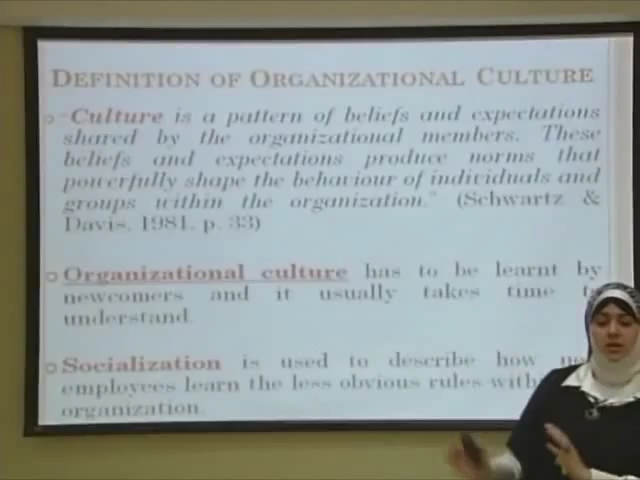 DEFINITION OF ORGANIZATIONAL CULTURE
"Culture is a pattern of beliefs and expectations
shared by the organizational members. These
beliefs and expectations produce norms that
powerfully shape the behaviour of individuals and
groups within the organization." (Schwartz &
Davis, 1981, p. 33)
Organizational culture has to be learnt by
newcomers and it usually takes time
understand.
Socialization is used to describe how
employees learn the less obvious rules
organization.